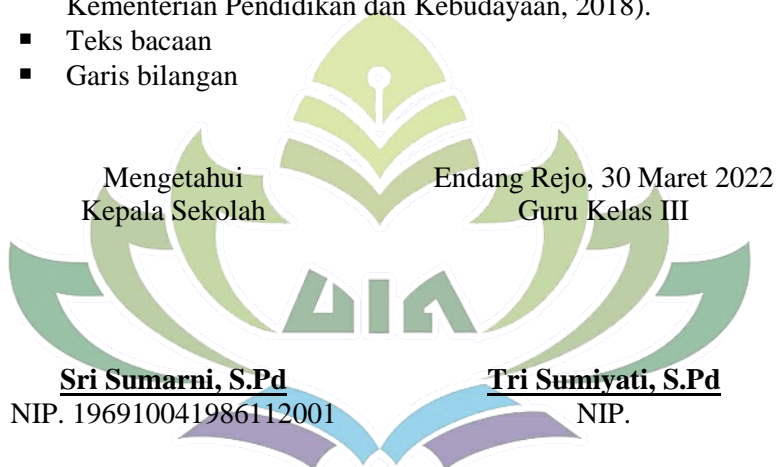 Kementerian Pendidikan dan Kebudayaan, 2018).
▪ Teks bacaan
▪ Garis bilangan
Mengetahui Endang Rejo, 30 Maret 2022
Kepala Sekolah Guru Kelas III
UIN
Sri Sumarni, S.Pd Tri Sumiyati, S.Pd
NIP. 196910041986112001 NIP.